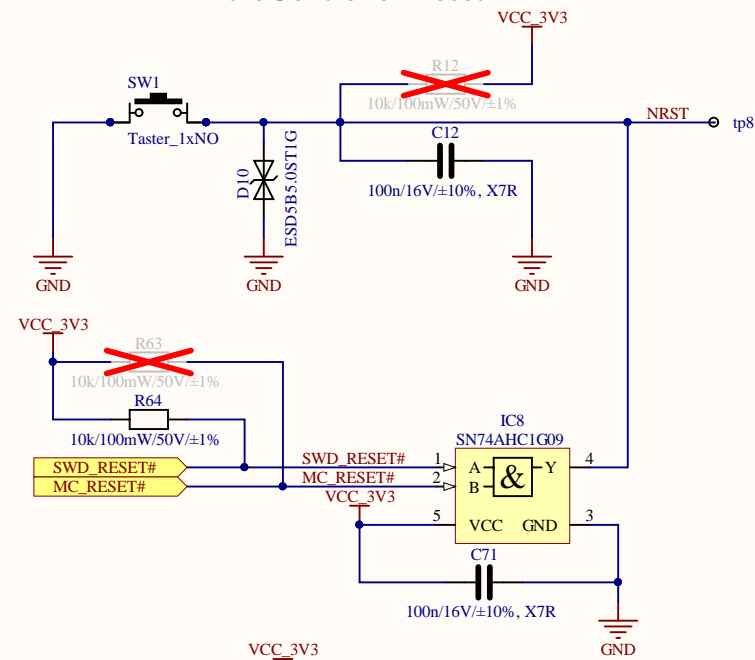 VCC_3V3
R12
10k/100mW/50V/±1%
SW1
Taster_1xNO
NRST
tp8
C12
100n/16V/±10%, X7R
D10
ESD5B5.0ST1G
GND
GND
GND
VCC_3V3
R63
10k/100mW/50V/±1%
R64
10k/100mW/50V/±1%
IC8
SN74AHC1G09
SWD_RESET#
SWD_RESET#
1
A
&
Y
4
MC_RESET#
MC_RESET#
2
B
VCC_3V3
5
VCC
GND
3
C71
100n/16V/±10%, X7R
GND
VCC_3V3